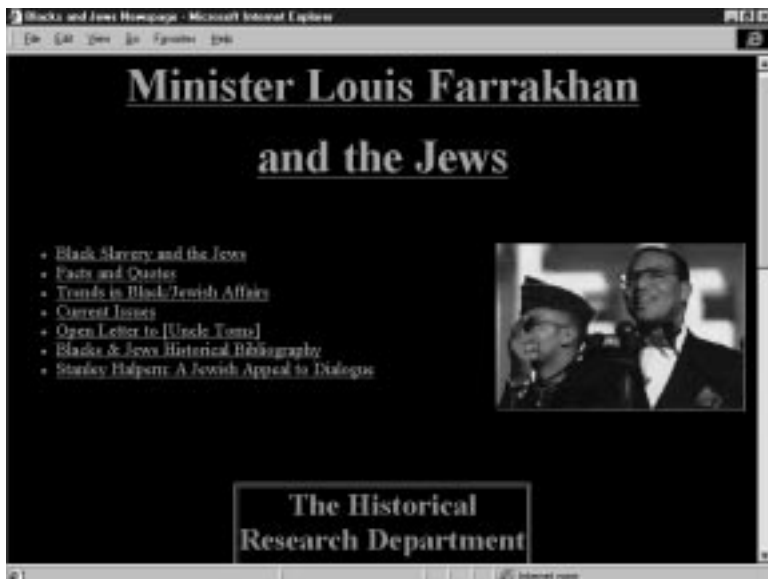 Blacks and Jews Newspage - Microsoft Internet Explorer
File Edit View Go Favorites Help
Minister Louis Farrakhan
and the Jews
Black Slavery and the Jews
Facts and Quotes
Trends in Black/Jewish Affairs
Current Issues
Open Letter to [Uncle Toms]
Blacks & Jews Historical Bibliography
Stanley Halpern: A Jewish Appeal to Dialogue
The Historical
Research Department
Internet zone